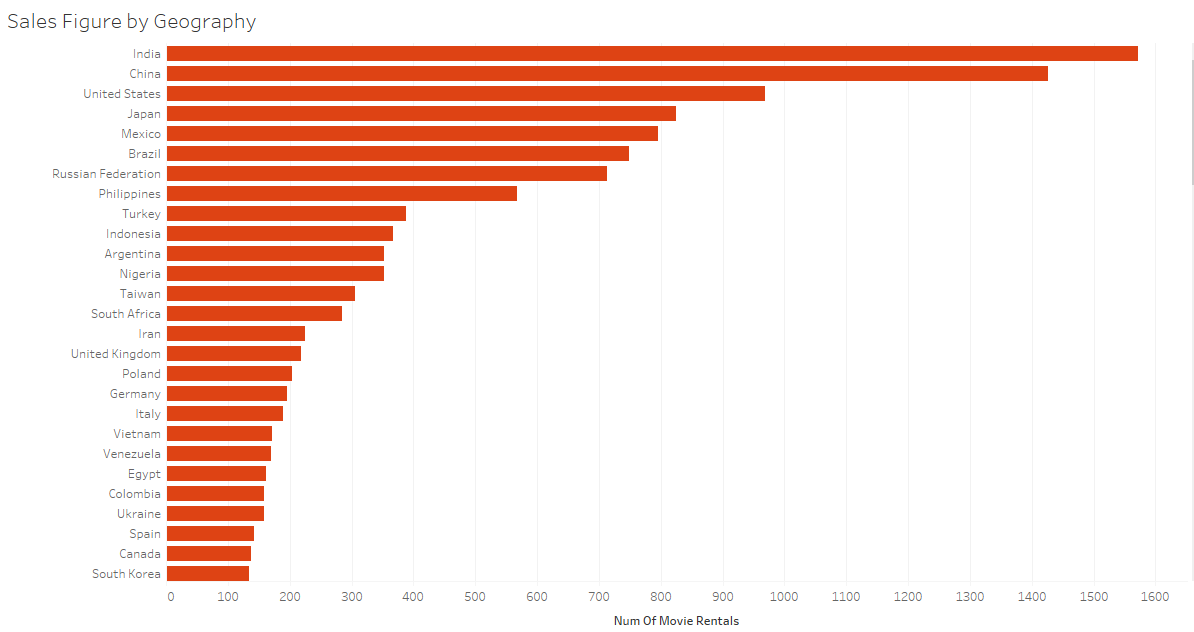 Sales Figure by Geography
India
China
United States
Japan
Mexico
Brazil
Russian Federation
Philippines
Turkey
Indonesia
Argentina
Nigeria
Taiwan
South Africa
Iran
United Kingdom
Poland
Germany
Italy
Vietnam
Venezuela
Egypt
Colombia
Ukraine
Spain
Canada
South Korea
0 100 200 300 400 500 600 700 800 900 1000 1100 1200 1300 1400 1500 1600
Num Of Movie Rentals